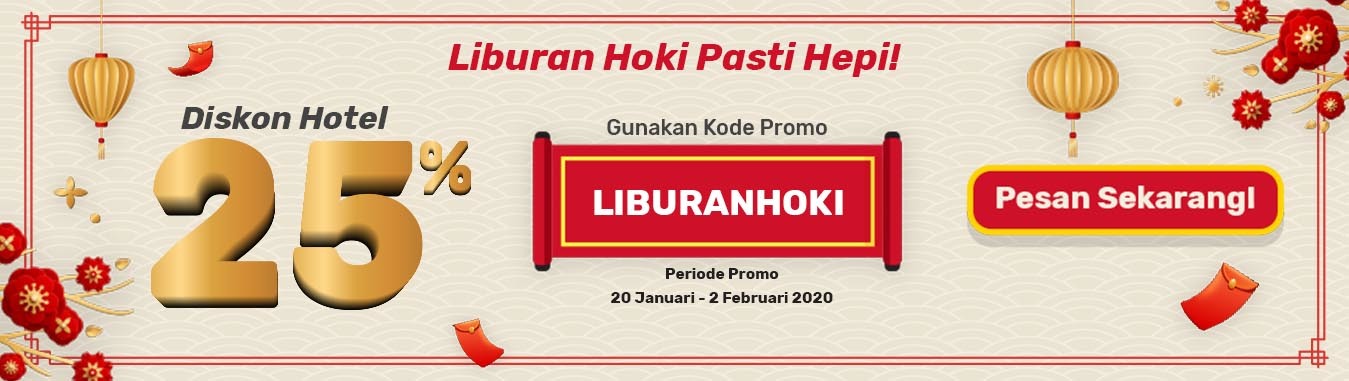 Liburan Hoki Pasti Hepi!
Diskon Hotel
25%
Gunakan Kode Promo
LIBURANHOKI
Periode Promo
20 Januari - 2 Februari 2020
Pesan Sekarang!